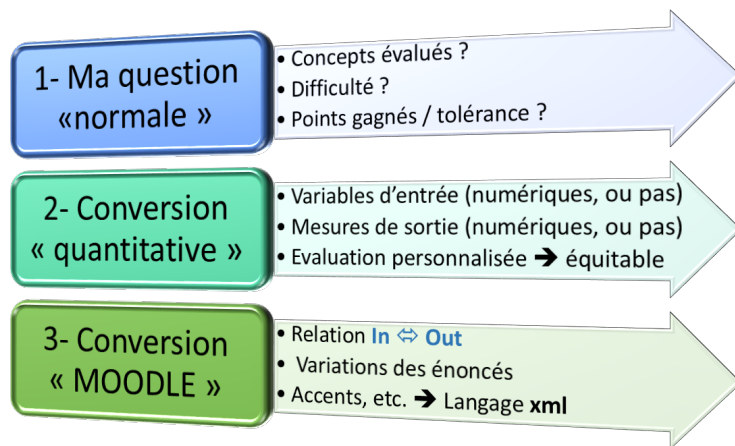 1- Ma question
«normale »
• Concepts évalués ?
• Difficulté ?
• Points gagnés / tolérance ?
2- Conversion
« quantitative »
• Variables d’entrée (numériques, ou pas)
• Mesures de sortie (numériques, ou pas)
• Evaluation personnalisée ➔ équitable
3- Conversion
« MOODLE »
• Relation In ⇔ Out
• Variations des énoncés
• Accents, etc. ➔ Langage xml